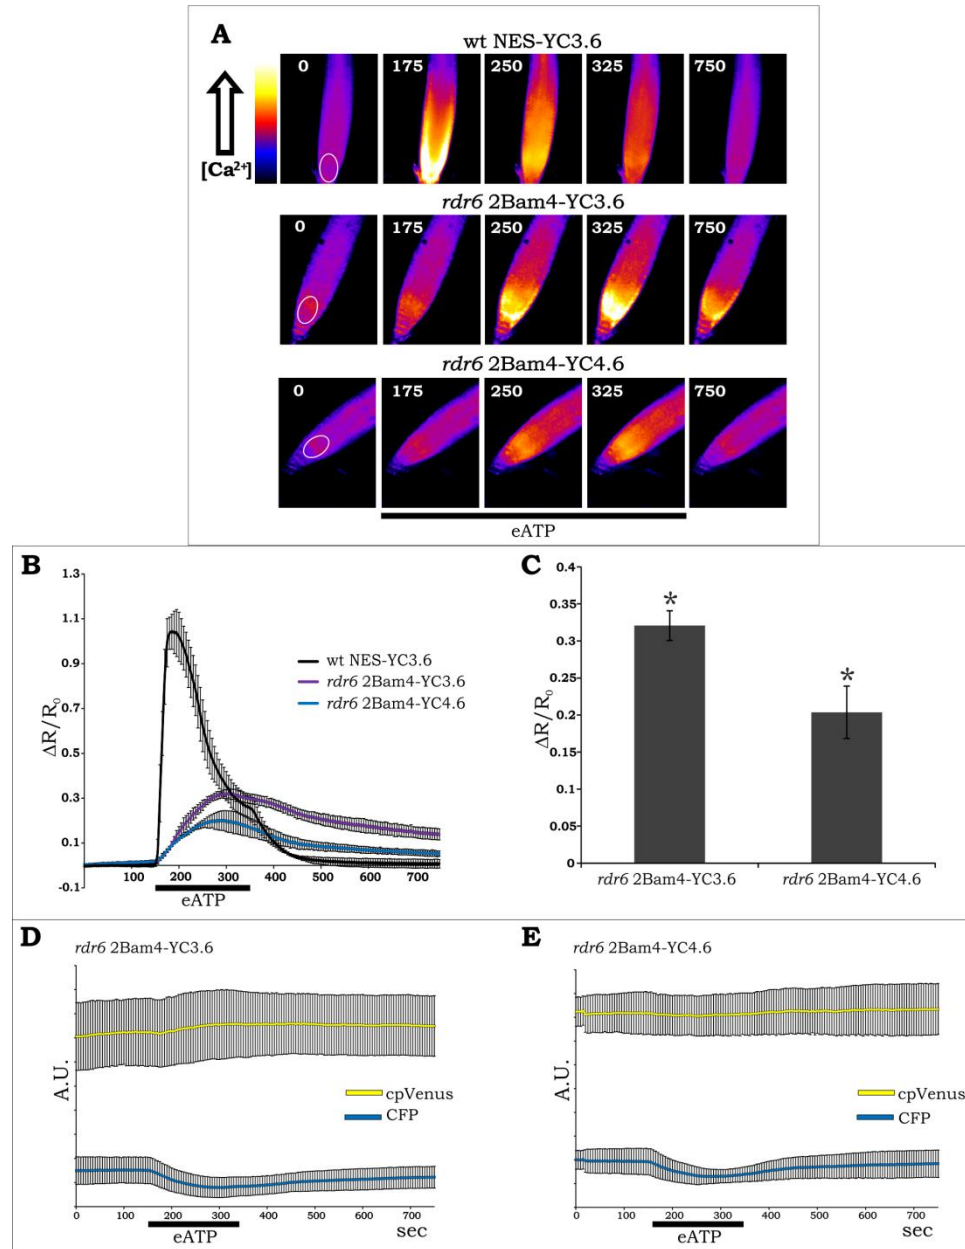 A
wt NES-YC3.6
0 175 250 325 750
[Ca²⁺]
rdr6 2Bam4-YC3.6
0 175 250 325 750
rdr6 2Bam4-YC4.6
0 175 250 325 750
eATP
B
ΔR/R₀
1.3
1.1
0.9
0.7
0.5
0.3
0.1
-0.1
wt NES-YC3.6
rdr6 2Bam4-YC3.6
rdr6 2Bam4-YC4.6
100 200 300 400 500 600 700
eATP
C
ΔR/R₀
0.4
0.35
0.3
0.25
0.2
0.15
0.1
0.05
0
* *
rdr6 2Bam4-YC3.6 rdr6 2Bam4-YC4.6
D
rdr6 2Bam4-YC3.6
A.U.
cpVenus
CFP
0 100 200 300 400 500 600 700
eATP
sec
E
rdr6 2Bam4-YC4.6
A.U.
cpVenus
CFP
0 100 200 300 400 500 600 700
eATP
sec